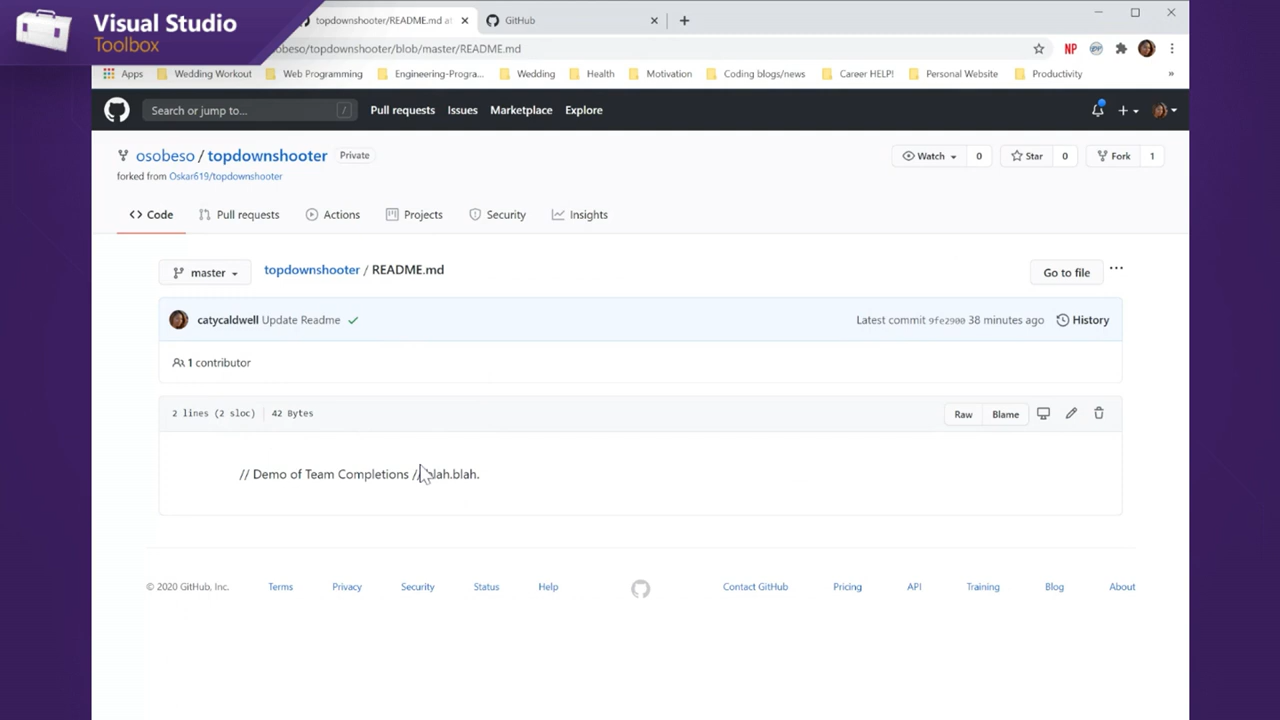 Visual Studio
Toolbox
topdownshooter/README.md at
GitHub
beso/topdownshooter/blob/master/README.md
NP
Apps
Wedding Workout
Web Programming
Engineering-Progra...
Wedding
Health
Motivation
Coding blogs/news
Career HELP!
Personal Website
Productivity
»
Search or jump to...
/
Pull requests
Issues
Marketplace
Explore
osobeso / topdownshooter
Private
Watch
0
Star
0
Fork
1
forked from Oskar619/topdownshooter
<> Code
Pull requests
Actions
Projects
Security
Insights
master
topdownshooter / README.md
Go to file
...
catycaldwell Update Readme
Latest commit 9fe2900 38 minutes ago
History
1 contributor
2 lines (2 sloc)
42 Bytes
Raw
Blame
// Demo of Team Completions // blah.blah.
© 2020 GitHub, Inc.
Terms
Privacy
Security
Status
Help
Contact GitHub
Pricing
API
Training
Blog
About